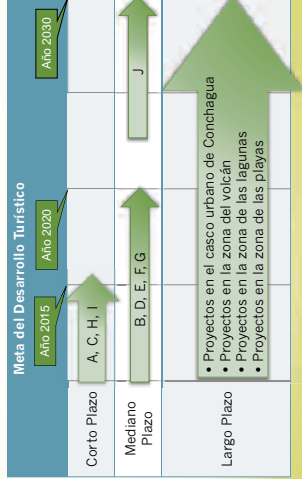 Meta del Desarrollo Turístico
Año 2015
Año 2020
Año 2030
Corto Plazo
A, C, H, I
Mediano
Plazo
B, D, E, F, G
J
Largo Plazo
• Proyectos en el casco urbano de Conchagua
• Proyectos en la zona del volcán
• Proyectos en la zona de las lagunas
• Proyectos en la zona de las playas